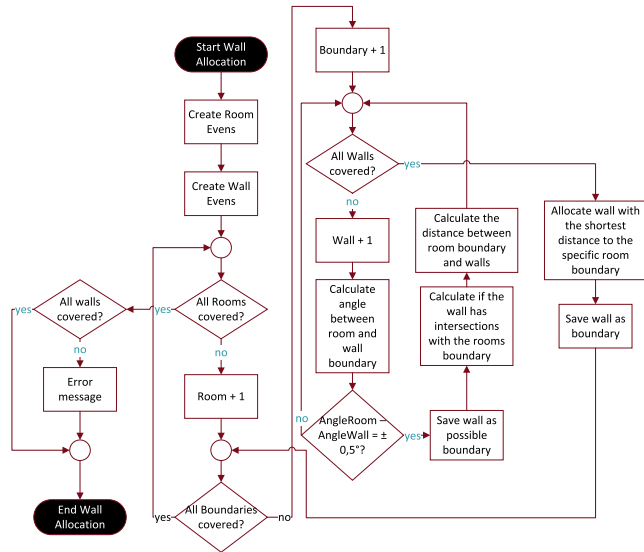 Start Wall
Allocation
Create Room
Evens
Create Wall
Evens
All Rooms
covered?
yes
no
All walls
covered?
yes
no
Error
message
End Wall
Allocation
Room + 1
All Boundaries
covered?
yes
no
Boundary + 1
All Walls
covered?
yes
no
Wall + 1
Calculate
angle
between
room and
wall
boundary
AngleRoom –
AngleWall = ±
0,5°?
no
yes
Save wall as
possible
boundary
Calculate if the
wall has
intersections
with the rooms
boundary
Calculate the
distance between
room boundary
and walls
Allocate wall with
the shortest
distance to the
specific room
boundary
Save wall as
boundary